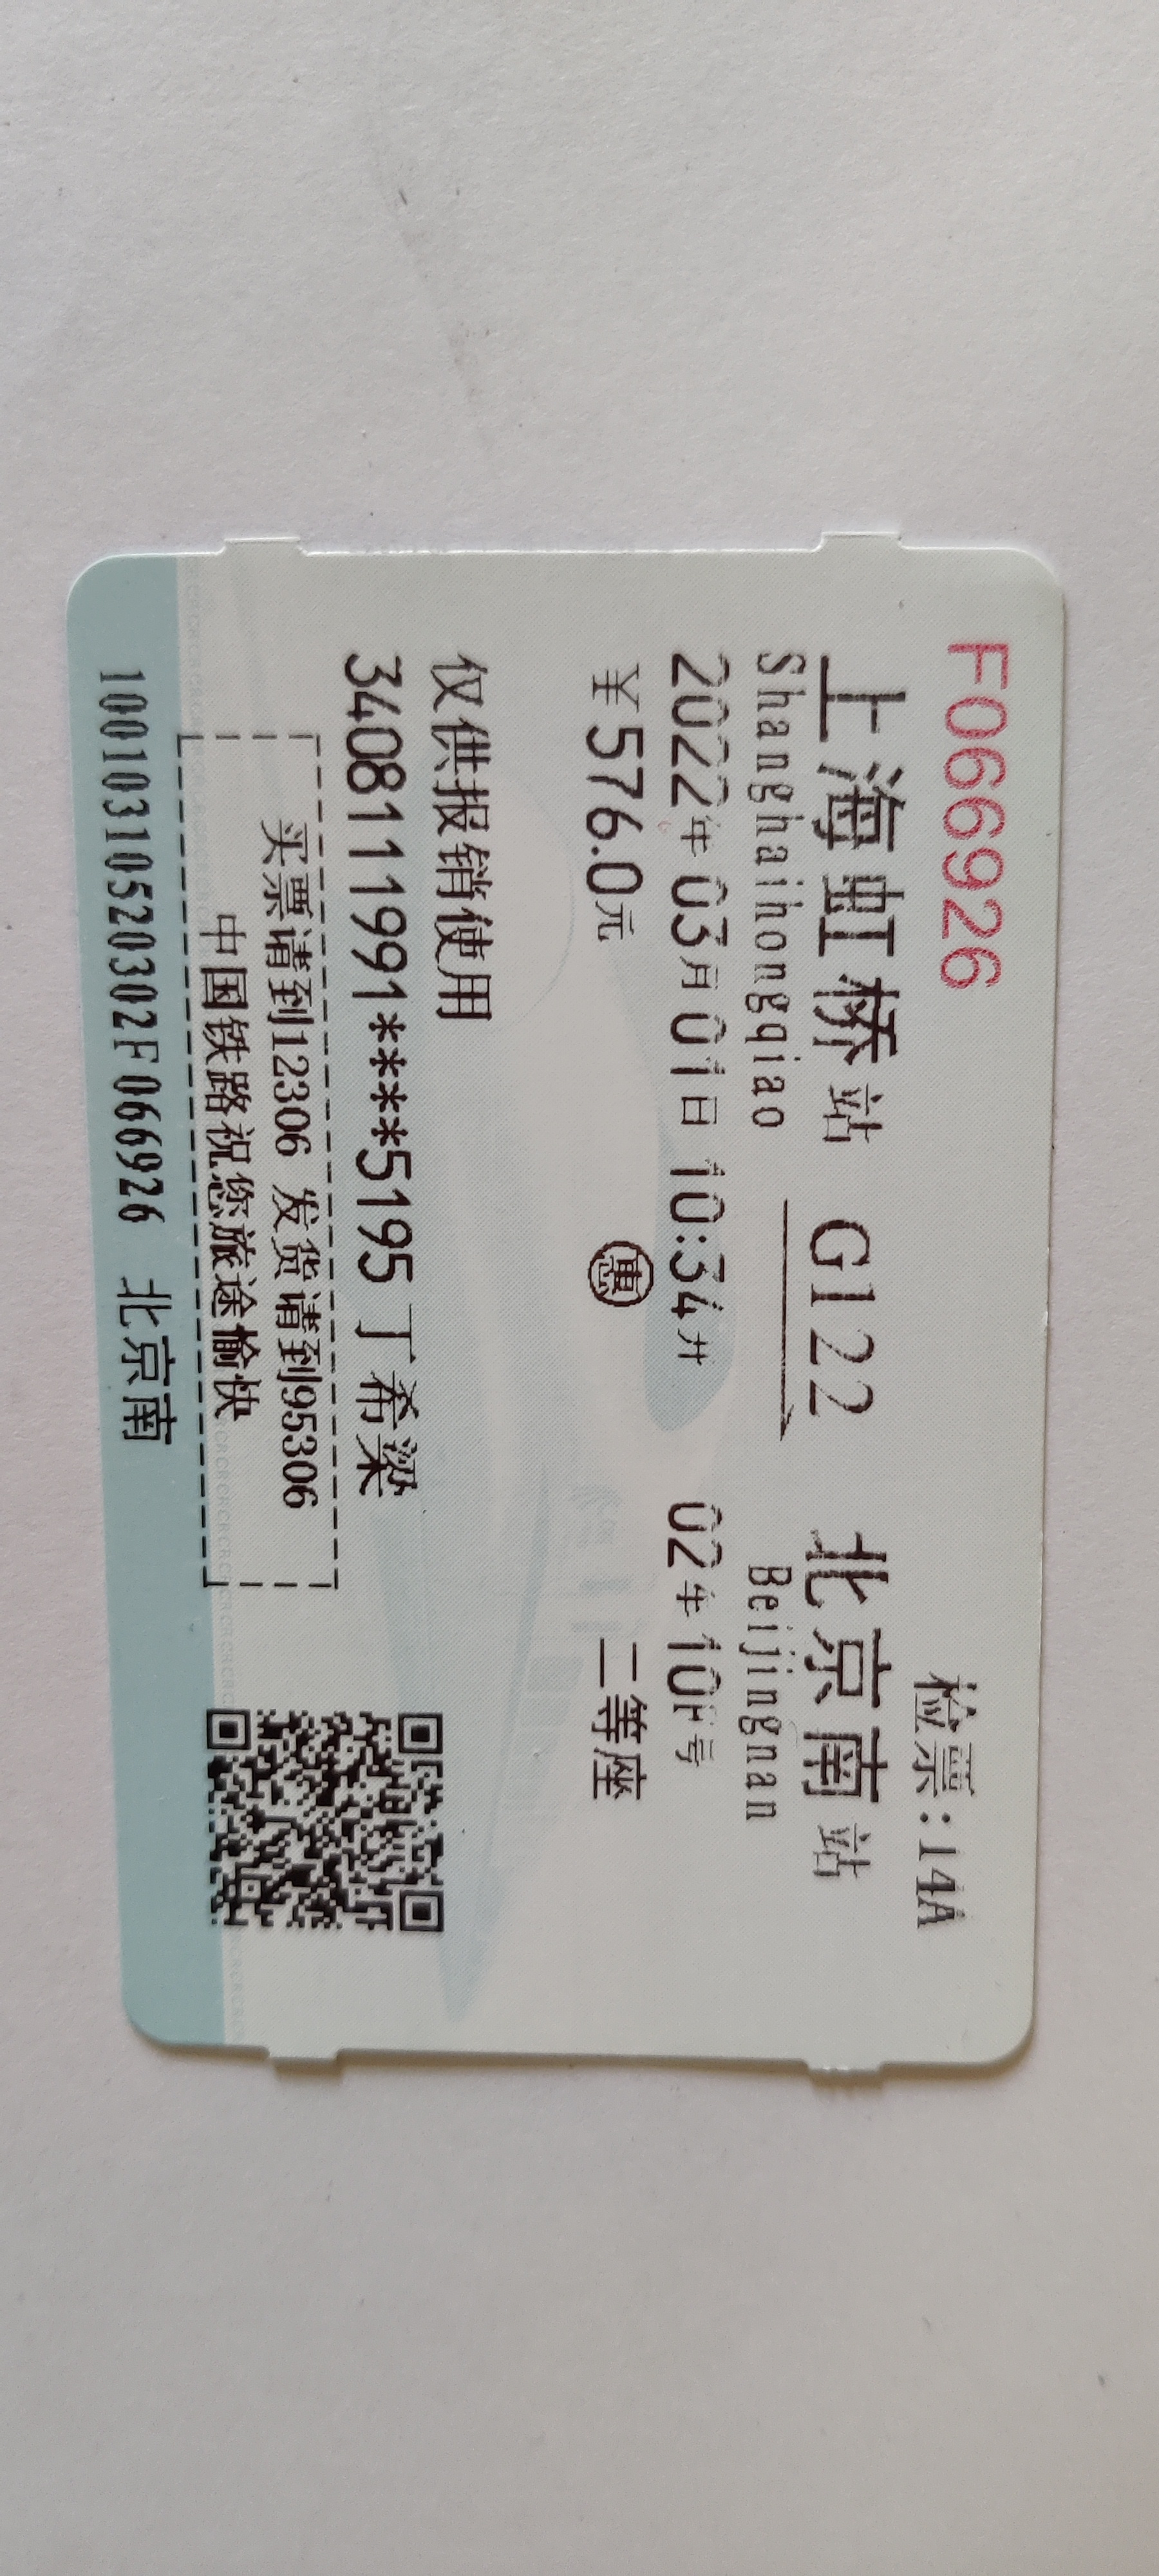 F066926 检票:14A
上海虹桥站 G122 北京南站
Shanghaihongqiao Beijingnan
2022年03月01日 10:34开 02车10F号
¥576.0元 惠 二等座
仅供报销使用
3408111991****5195 丁希梁
买票请到12306 发货请到95306
中国铁路祝您旅途愉快
10010310520302F066926 北京南